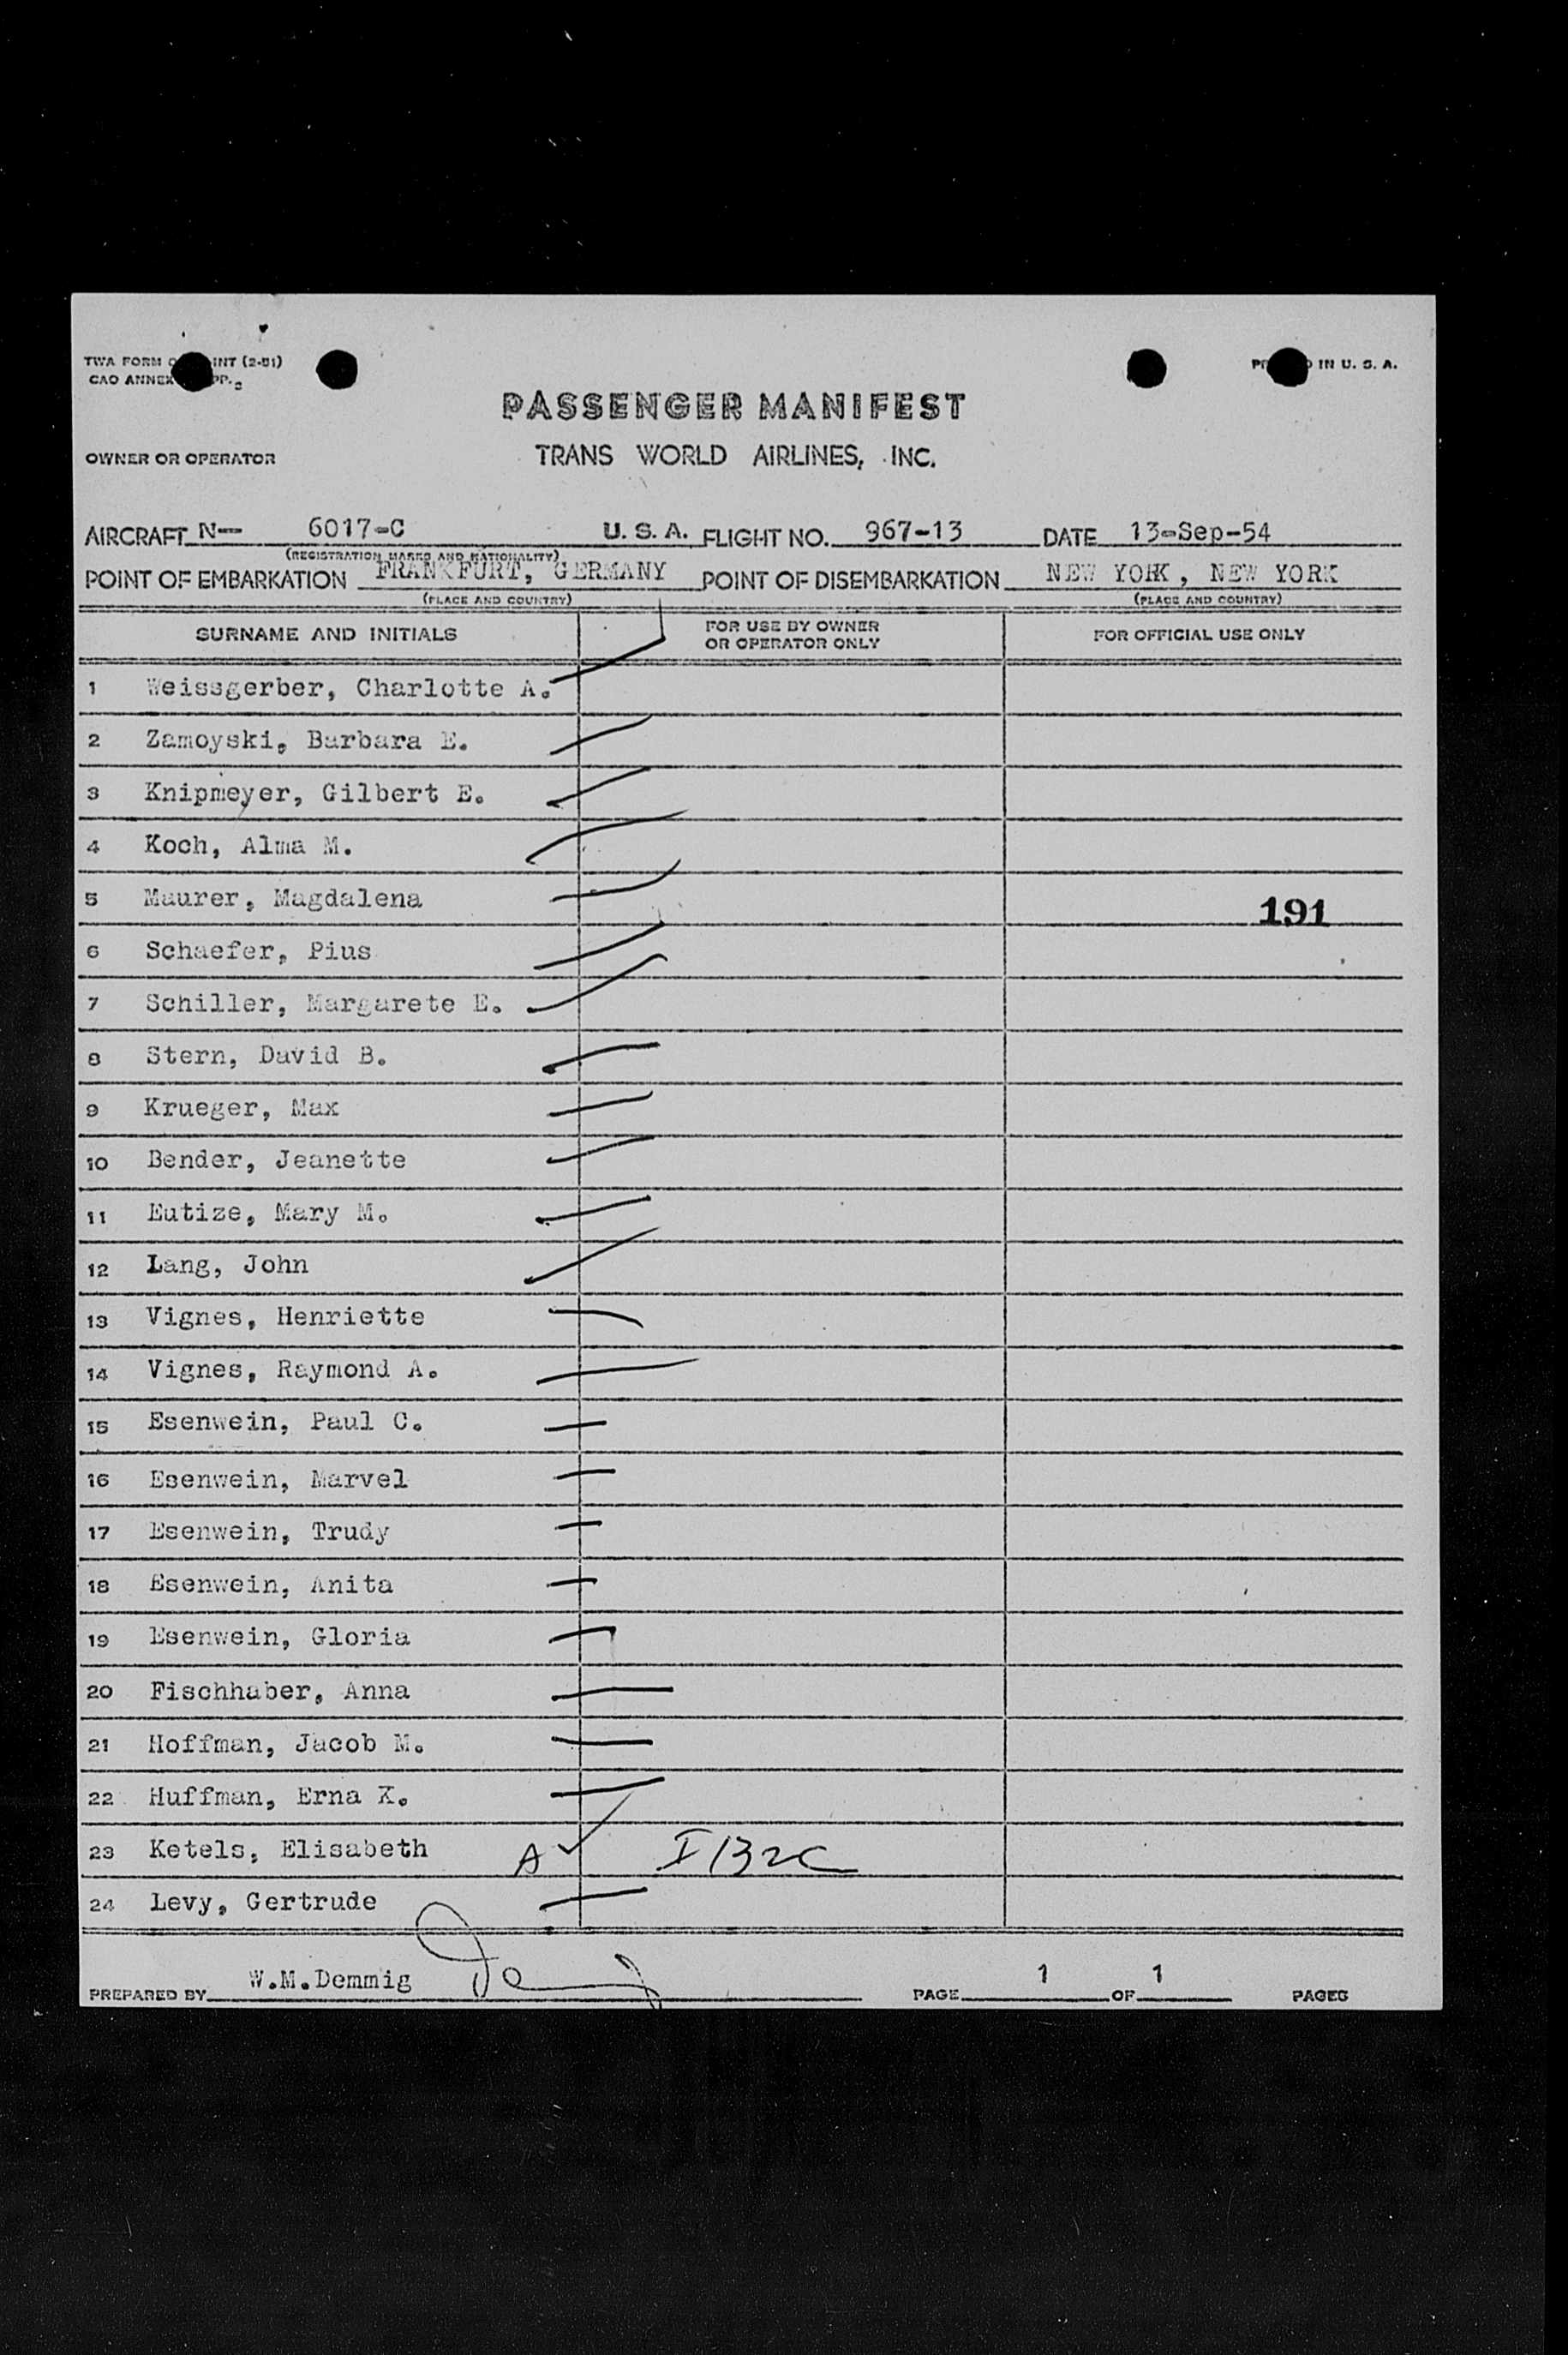 TWA FORM O INT (2-51)
CAO ANNEX PP.
IN U. S. A.
PASSENGER MANIFEST
OWNER OR OPERATOR TRANS WORLD AIRLINES, INC.
AIRCRAFT N— 6017-C U. S. A. FLIGHT NO. 967-13 DATE 13-Sep-54
(REGISTRATION MARKS AND NATIONALITY)
POINT OF EMBARKATION FRANKFURT, GERMANY POINT OF DISEMBARKATION NEW YORK, NEW YORK
(PLACE AND COUNTRY) (PLACE AND COUNTRY)
SURNAME AND INITIALS FOR USE BY OWNER OR OPERATOR ONLY FOR OFFICIAL USE ONLY
1 Weissgerber, Charlotte A.
2 Zamoyski, Barbara E.
3 Knipmeyer, Gilbert E.
4 Koch, Alma M.
5 Maurer, Magdalena 191
6 Schaefer, Pius
7 Schiller, Margarete E.
8 Stern, David B.
9 Krueger, Max
10 Bender, Jeanette
11 Eutize, Mary M.
12 Lang, John
13 Vignes, Henriette
14 Vignes, Raymond A.
15 Esenwein, Paul C.
16 Esenwein, Marvel
17 Esenwein, Trudy
18 Esenwein, Anita
19 Esenwein, Gloria
20 Fischhaber, Anna
21 Hoffman, Jacob M.
22 Huffman, Erna K.
23 Ketels, Elisabeth A
24 Levy, Gertrude
PREPARED BY W.M.Demmig PAGE 1 OF 1 PAGES